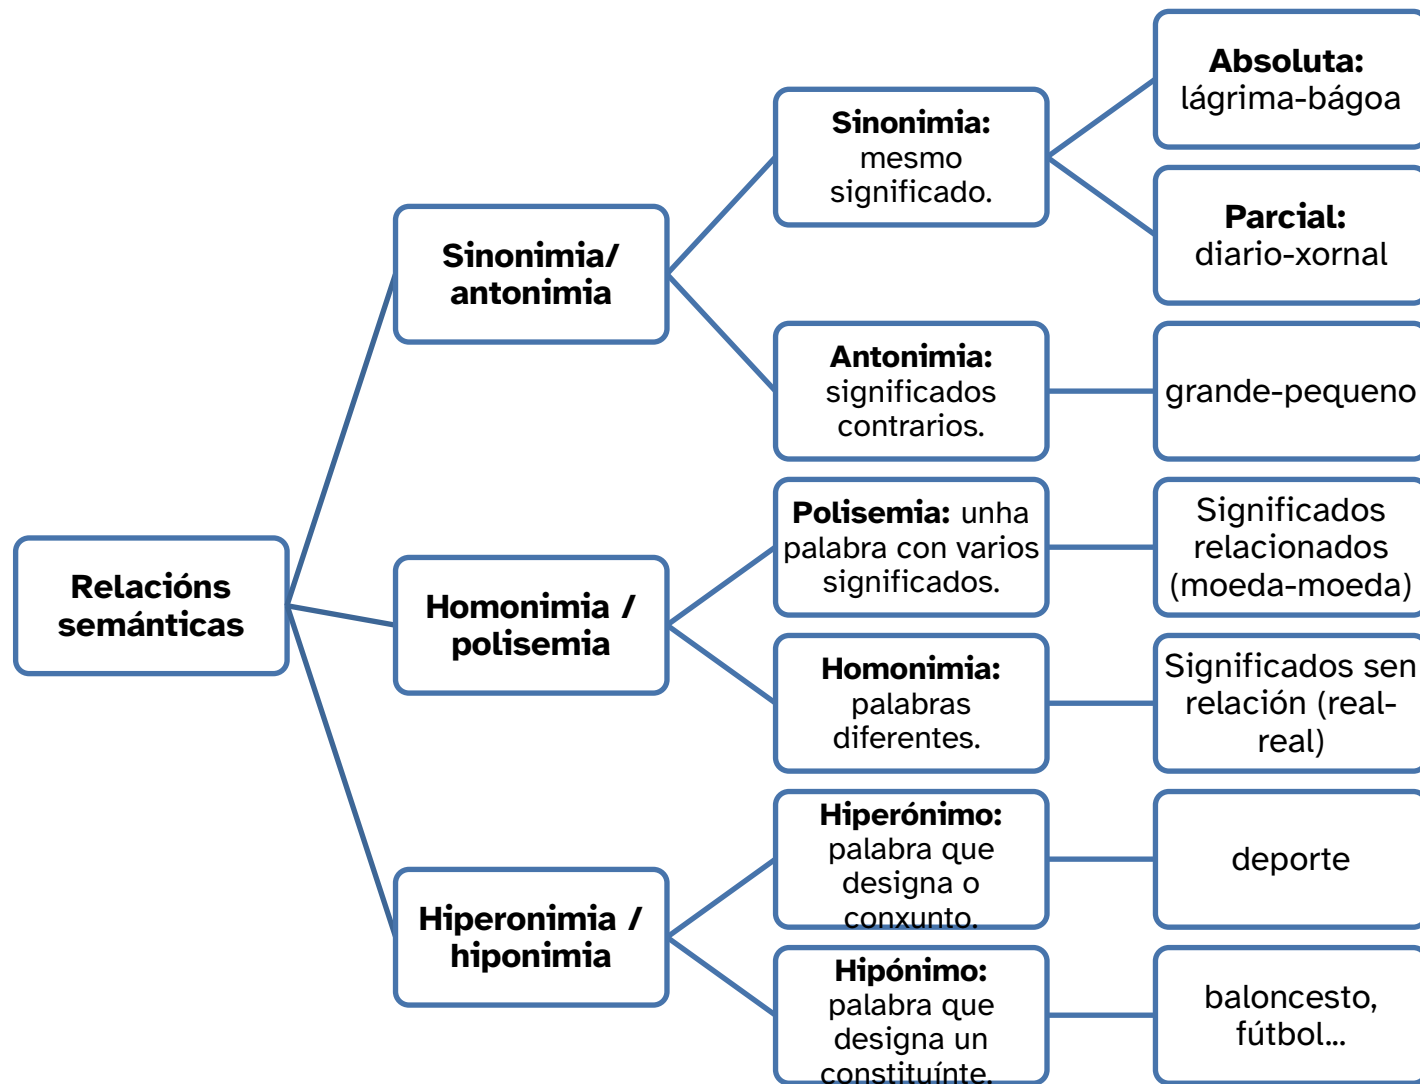 Relacións
semánticas
Sinonimia/
antonimia
Sinonimia:
mesmo
significado.
Absoluta:
lágrima-bágoa
Parcial:
diario-xornal
Antonimia:
significados
contrarios.
grande-pequeno
Homonimia /
polisemia
Polisemia: unha
palabra con varios
significados.
Significados
relacionados
(moeda-moeda)
Homonimia:
palabras
diferentes.
Significados sen
relación (real-
real)
Hiperonimia /
hiponimia
Hiperónimo:
palabra que
designa o
conxunto.
deporte
Hipónimo:
palabra que
designa un
constituínte.
baloncesto,
fútbol...